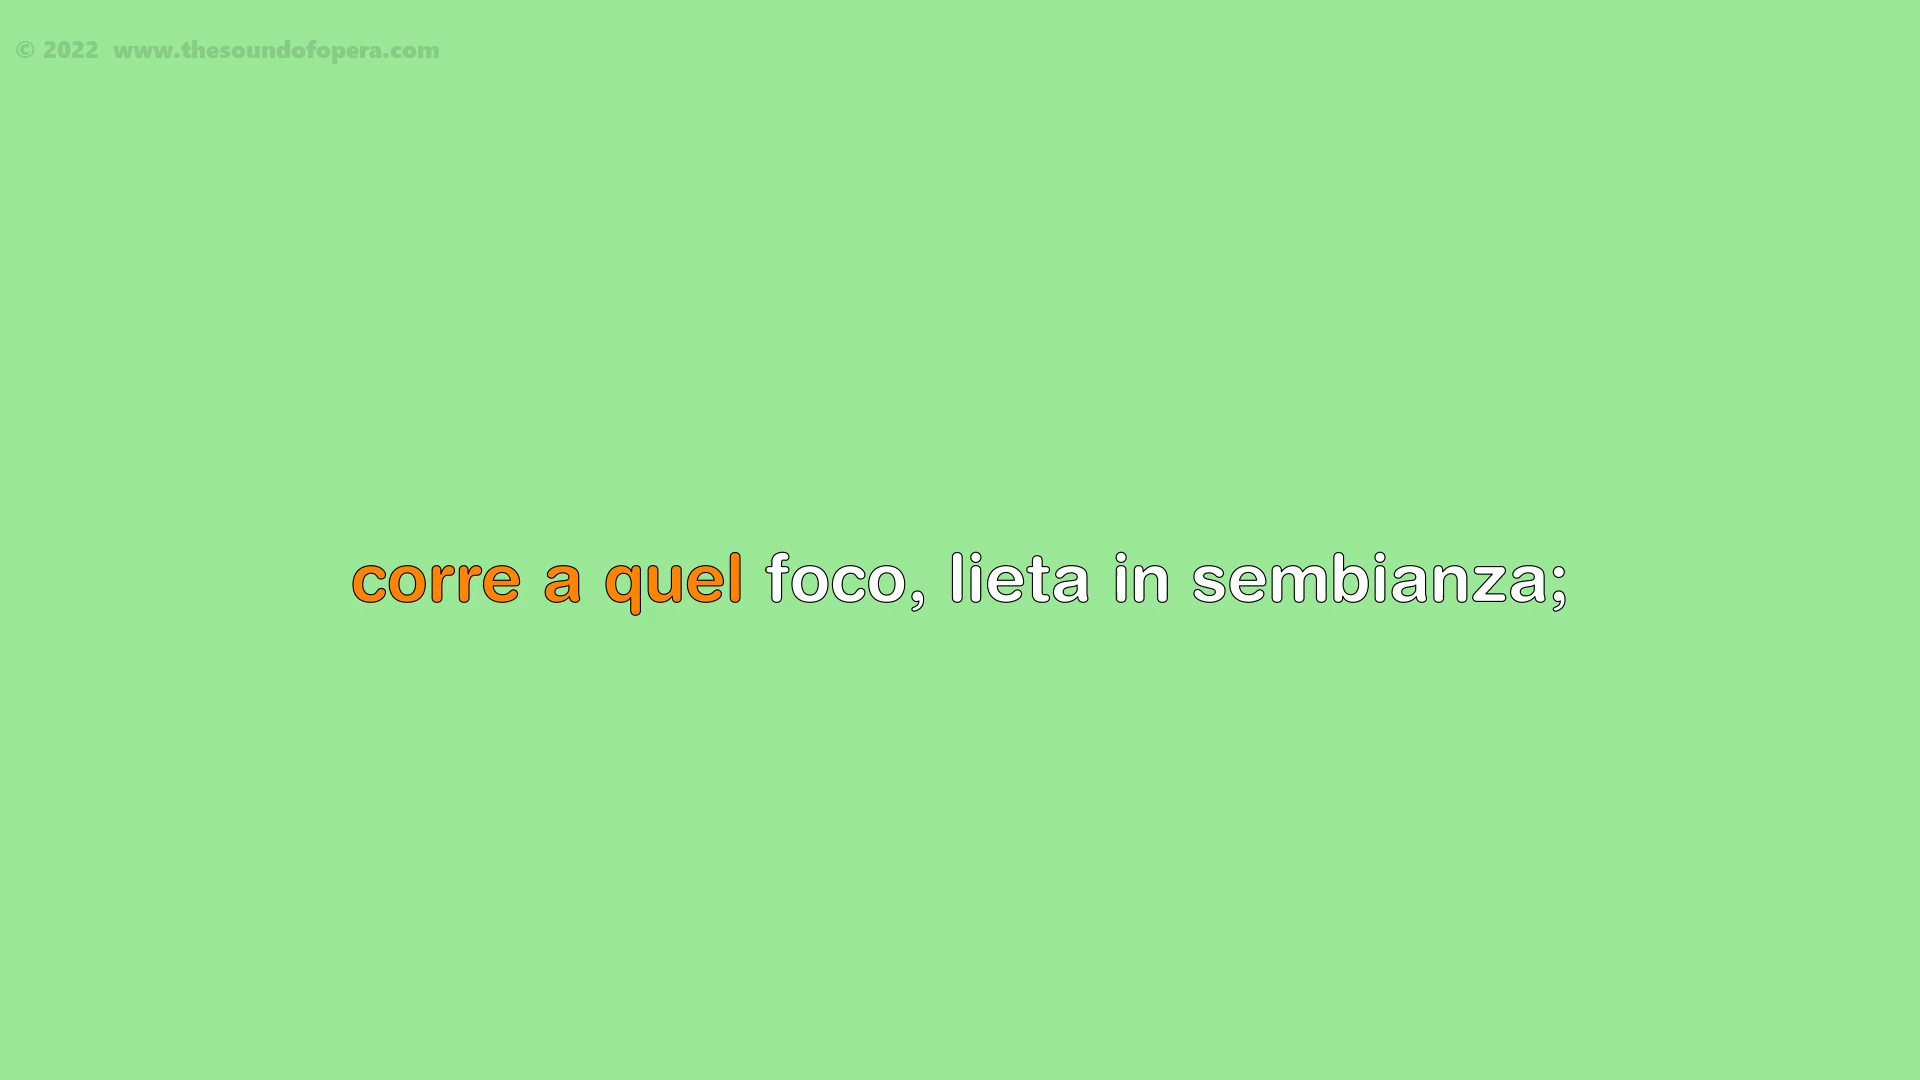 © 2022 www.thesoundofopera.com
corre a quel foco, lieta in sembianza;